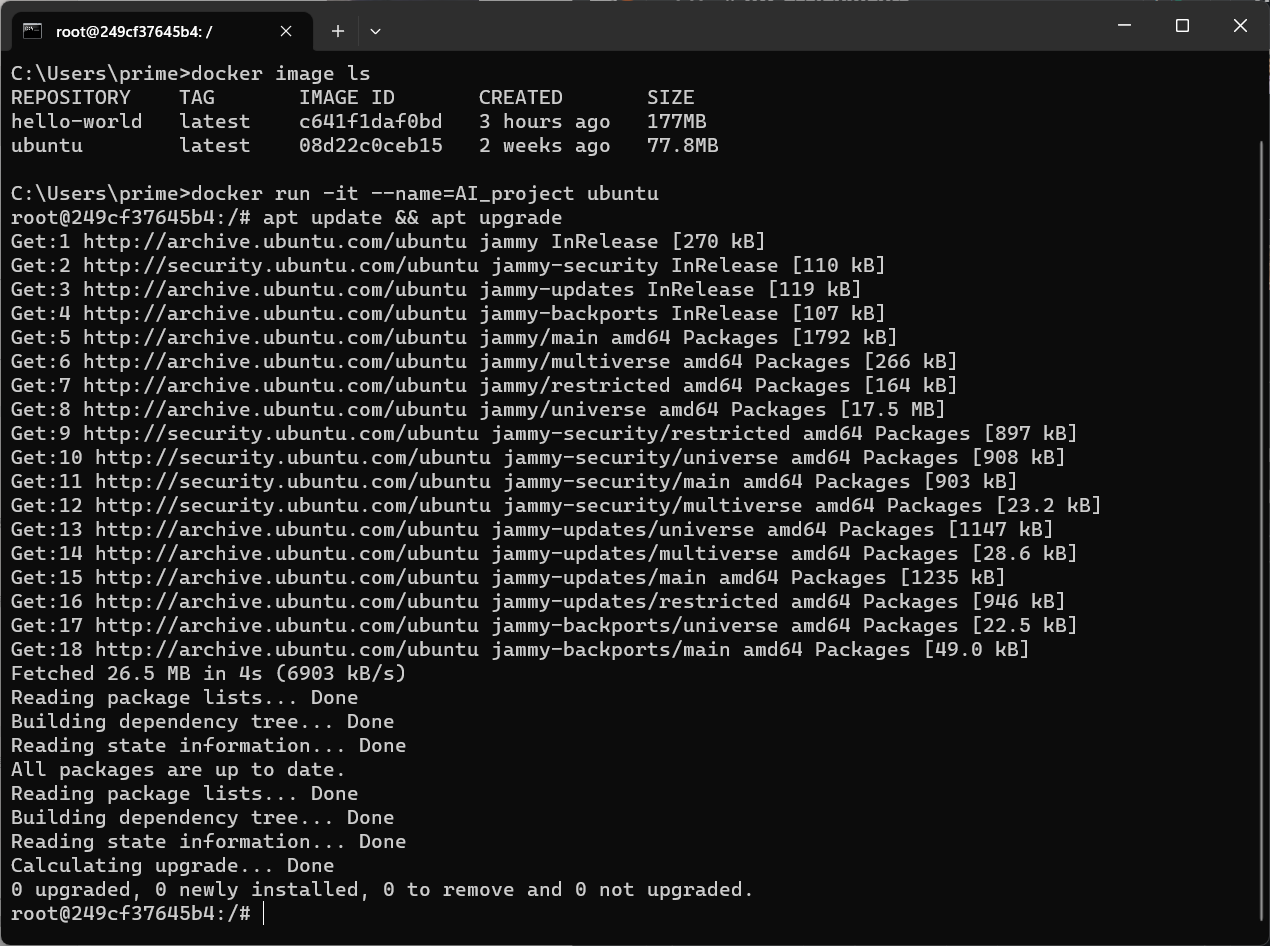 root@249cf37645b4: /
C:\Users\prime>docker image ls
REPOSITORY    TAG       IMAGE ID       CREATED       SIZE
hello-world   latest    c641f1daf0bd   3 hours ago   177MB
ubuntu        latest    08d22c0ceb15   2 weeks ago   77.8MB
C:\Users\prime>docker run -it --name=AI_project ubuntu
root@249cf37645b4:/# apt update && apt upgrade
Get:1 http://archive.ubuntu.com/ubuntu jammy InRelease [270 kB]
Get:2 http://security.ubuntu.com/ubuntu jammy-security InRelease [110 kB]
Get:3 http://archive.ubuntu.com/ubuntu jammy-updates InRelease [119 kB]
Get:4 http://archive.ubuntu.com/ubuntu jammy-backports InRelease [107 kB]
Get:5 http://archive.ubuntu.com/ubuntu jammy/main amd64 Packages [1792 kB]
Get:6 http://archive.ubuntu.com/ubuntu jammy/multiverse amd64 Packages [266 kB]
Get:7 http://archive.ubuntu.com/ubuntu jammy/restricted amd64 Packages [164 kB]
Get:8 http://archive.ubuntu.com/ubuntu jammy/universe amd64 Packages [17.5 MB]
Get:9 http://security.ubuntu.com/ubuntu jammy-security/restricted amd64 Packages [897 kB]
Get:10 http://security.ubuntu.com/ubuntu jammy-security/universe amd64 Packages [908 kB]
Get:11 http://security.ubuntu.com/ubuntu jammy-security/main amd64 Packages [903 kB]
Get:12 http://security.ubuntu.com/ubuntu jammy-security/multiverse amd64 Packages [23.2 kB]
Get:13 http://archive.ubuntu.com/ubuntu jammy-updates/universe amd64 Packages [1147 kB]
Get:14 http://archive.ubuntu.com/ubuntu jammy-updates/multiverse amd64 Packages [28.6 kB]
Get:15 http://archive.ubuntu.com/ubuntu jammy-updates/main amd64 Packages [1235 kB]
Get:16 http://archive.ubuntu.com/ubuntu jammy-updates/restricted amd64 Packages [946 kB]
Get:17 http://archive.ubuntu.com/ubuntu jammy-backports/universe amd64 Packages [22.5 kB]
Get:18 http://archive.ubuntu.com/ubuntu jammy-backports/main amd64 Packages [49.0 kB]
Fetched 26.5 MB in 4s (6903 kB/s)
Reading package lists... Done
Building dependency tree... Done
Reading state information... Done
All packages are up to date.
Reading package lists... Done
Building dependency tree... Done
Reading state information... Done
Calculating upgrade... Done
0 upgraded, 0 newly installed, 0 to remove and 0 not upgraded.
root@249cf37645b4:/#